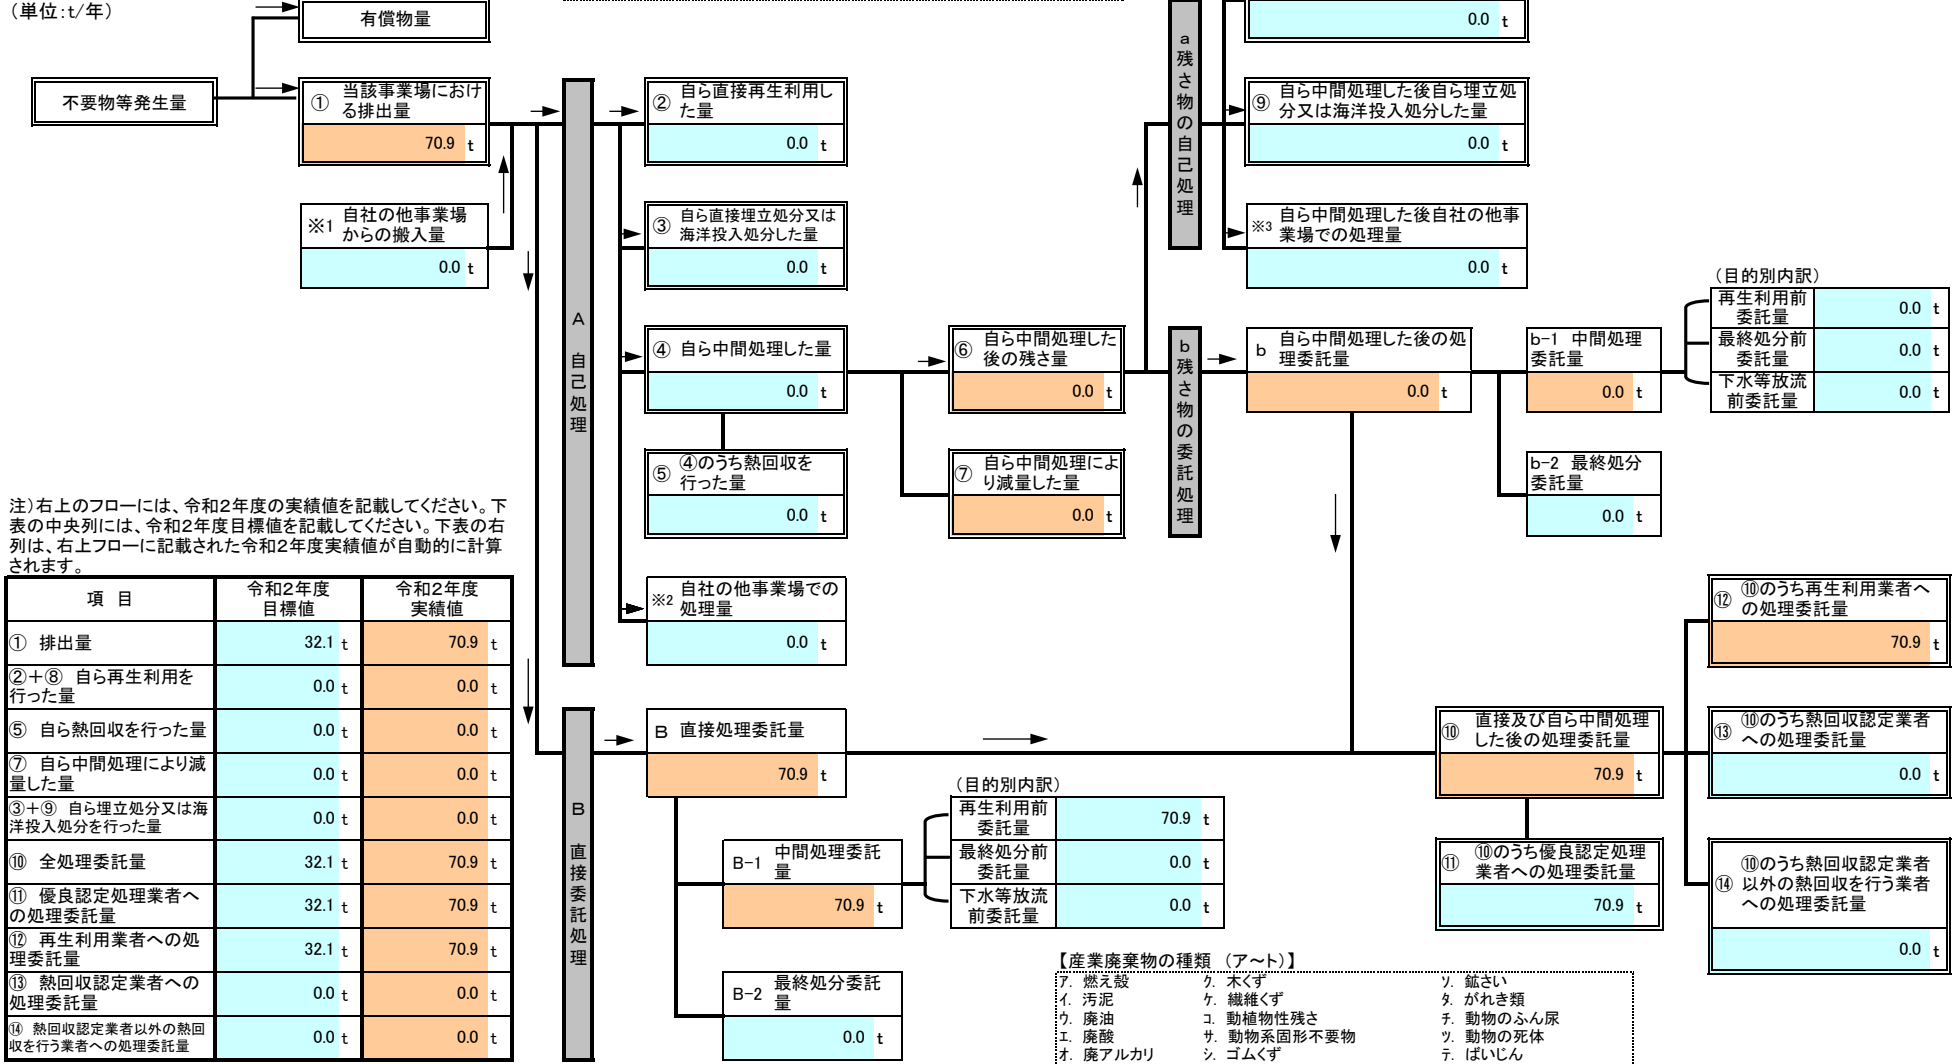 （単位：t/年）
有償物量
不要物等発生量
① 当該事業場におけ
る排出量
70.9 t
※1 自社の他事業場
からの搬入量
0.0 t
A 自己処理
② 自ら直接再生利用し
た量
0.0 t
③ 自ら直接埋立処分又は
海洋投入処分した量
0.0 t
④ 自ら中間処理した量
0.0 t
⑤ ④のうち熱回収を
行った量
0.0 t
※2 自社の他事業場での
処理量
0.0 t
⑥ 自ら中間処理した
後の残さ量
0.0 t
⑦ 自ら中間処理によ
り減量した量
0.0 t
a 残さ物の自己処理
0.0 t
⑨ 自ら中間処理した後自ら埋立処
分又は海洋投入処分した量
0.0 t
※3 自ら中間処理した後自社の他事
業場での処理量
0.0 t
b 残さ物の委託処理
b 自ら中間処理した後の処
理委託量
0.0 t
b-1 中間処理
委託量
0.0 t
b-2 最終処分
委託量
0.0 t
（目的別内訳）
再生利用前
委託量 0.0 t
最終処分前
委託量 0.0 t
下水等放流
前委託量 0.0 t
注）右上のフローには、令和２年度の実績値を記載してください。下
表の中央列には、令和２年度目標値を記載してください。下表の右
列は、右上フローに記載された令和２年度実績値が自動的に計算
されます。
項 目 令和２年度 令和２年度
目標値 実績値
① 排出量 32.1 t 70.9 t
②＋⑧ 自ら再生利用を
行った量 0.0 t 0.0 t
⑤ 自ら熱回収を行った量 0.0 t 0.0 t
⑦ 自ら中間処理により減
量した量 0.0 t 0.0 t
③＋⑨ 自ら埋立処分又は海
洋投入処分を行った量 0.0 t 0.0 t
⑩ 全処理委託量 32.1 t 70.9 t
⑪ 優良認定処理業者へ
の処理委託量 32.1 t 70.9 t
⑫ 再生利用業者への処
理委託量 32.1 t 70.9 t
⑬ 熱回収認定業者への
処理委託量 0.0 t 0.0 t
⑭ 熱回収認定業者以外の熱回
収を行う業者への処理委託量 0.0 t 0.0 t
B 直接委託処理
B 直接処理委託量
70.9 t
B-1 中間処理委託
量
70.9 t
B-2 最終処分委託
量
0.0 t
（目的別内訳）
再生利用前
委託量 70.9 t
最終処分前
委託量 0.0 t
下水等放流
前委託量 0.0 t
⑩ 直接及び自ら中間処理
した後の処理委託量
70.9 t
⑪ ⑩のうち優良認定処理
業者への処理委託量
70.9 t
⑫ ⑩のうち再生利用業者へ
の処理委託量
70.9 t
⑬ ⑩のうち熱回収認定業者
への処理委託量
0.0 t
⑭ ⑩のうち熱回収認定業者
以外の熱回収を行う業者
への処理委託量
0.0 t
【産業廃棄物の種類 （ア～ト）】
ア. 燃え殻 ク. 木くず ソ. 鉱さい
イ. 汚泥 ケ. 繊維くず タ. がれき類
ウ. 廃油 コ. 動植物性残さ チ. 動物のふん尿
エ. 廃酸 サ. 動物系固形不要物 ツ. 動物の死体
オ. 廃アルカリ シ. ゴムくず テ. ばいじん